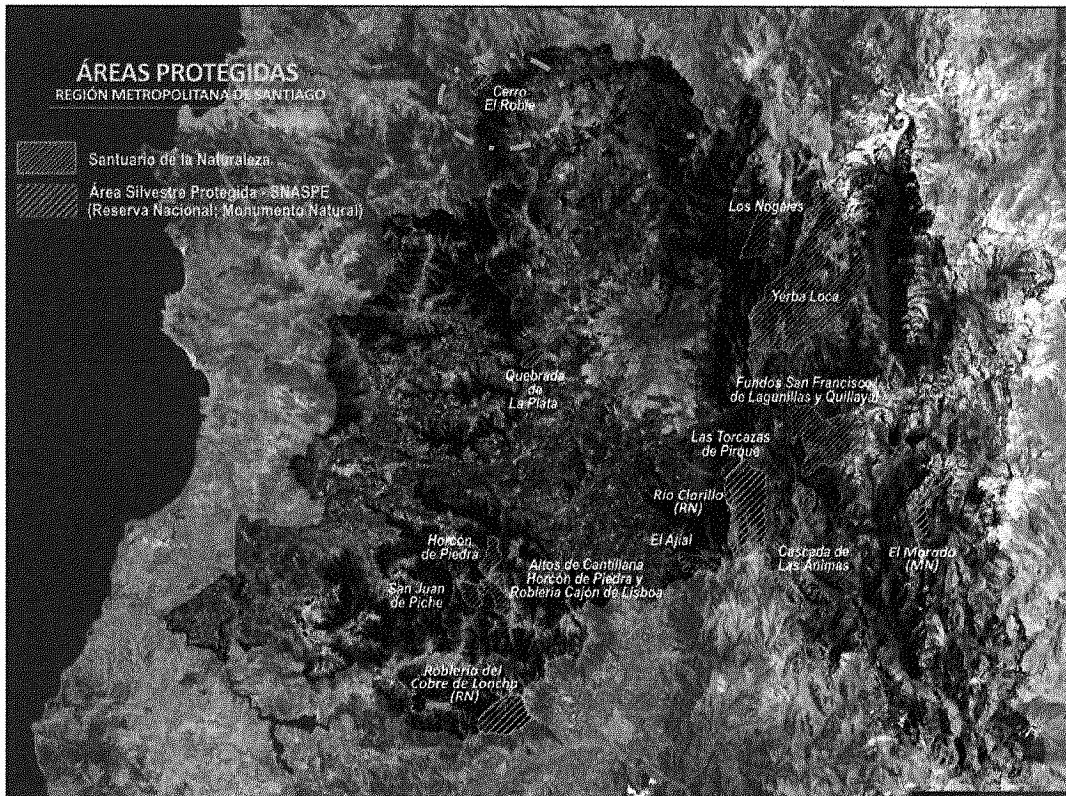 ÁREAS PROTEGIDAS
REGIÓN METROPOLITANA DE SANTIAGO
Santuario de la Naturaleza
Área Silvestre Protegida - SNASPE
(Reserva Nacional; Monumento Natural)
Cerro
El Roble
Los Nogales
Yerba Loca
Quebrada
de
La Plata
Fundos San Francisco
de Lagunillas y Quillayal
Las Torcazas
de Pirque
Río Clarillo
(RN)
El Ajial
Horcón
de Piedra
Altos de Cantillana
Horcón de Piedra y
Roblería Cajón de Lisboa
San Juan
de Piche
Cascada de
Las Ánimas
El Morado
(MN)
Roblería del
Cobre de Loncha
(RN)